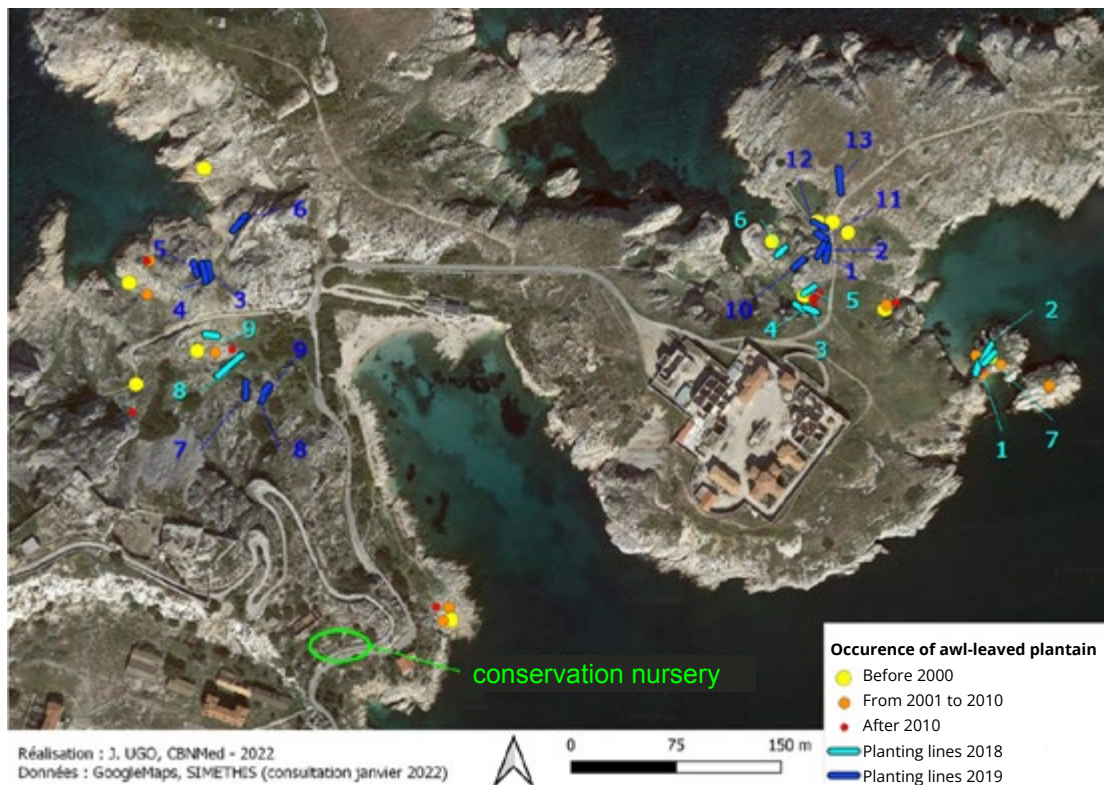 13
12
11
6
6
5
2
1
10
5
4
3
4
3
2
9
9
8
7
8
1
7
conservation nursery
Occurence of awl-leaved plantain
Before 2000
From 2001 to 2010
After 2010
Planting lines 2018
Planting lines 2019
Réalisation : J. UGO, CBNMed - 2022
Données : GoogleMaps, SIMETHIS (consultation janvier 2022)
0 75 150 m